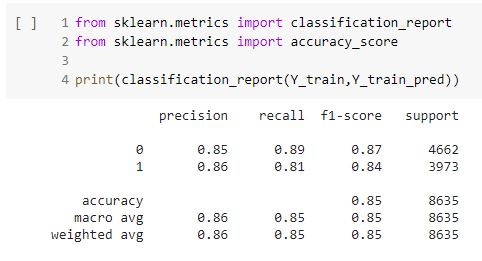 [ ] 1 from sklearn.metrics import classification_report
2 from sklearn.metrics import accuracy_score
3
4 print(classification_report(Y_train,Y_train_pred))
precision recall f1-score support
0 0.85 0.89 0.87 4662
1 0.86 0.81 0.84 3973
accuracy 0.85 8635
macro avg 0.86 0.85 0.85 8635
weighted avg 0.86 0.85 0.85 8635